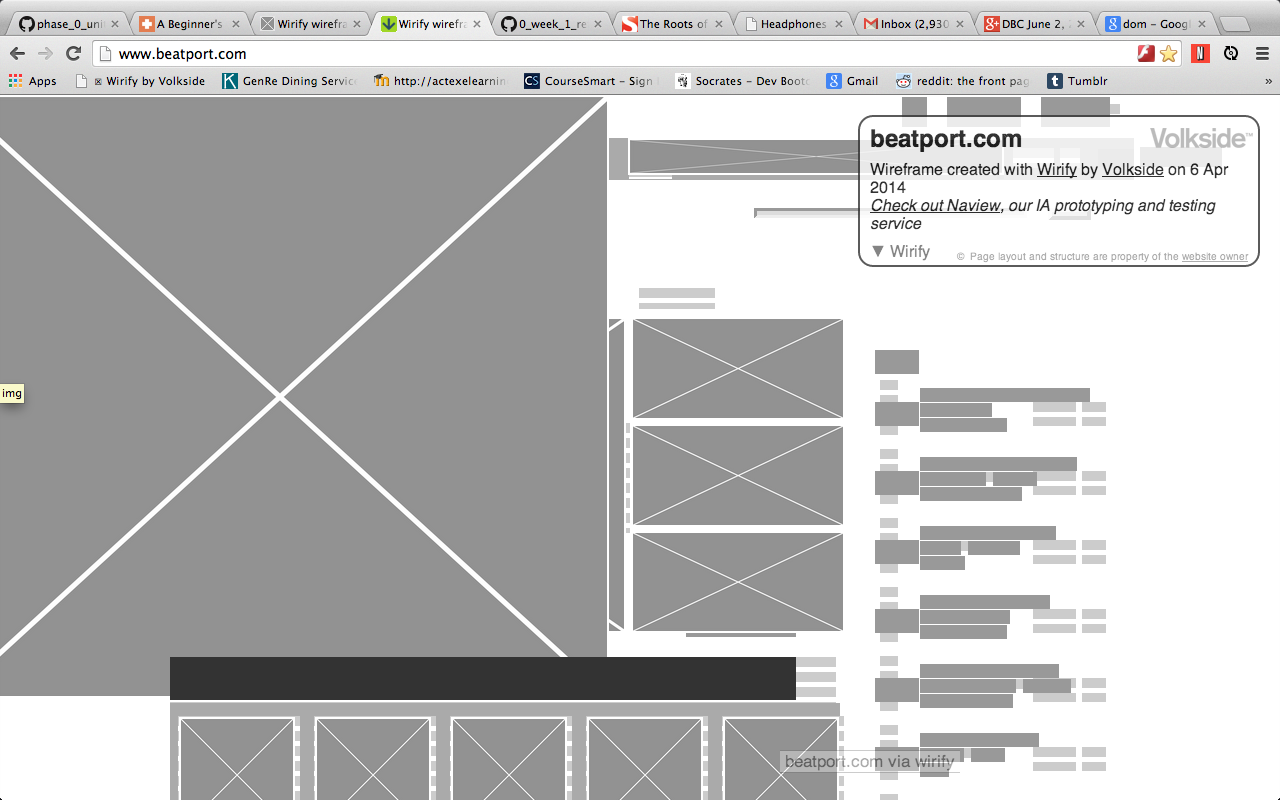 phase_0_uni
A Beginner's
Wirify wirefra
Wirify wirefra
0_week_1_re
The Roots of
Headphones
Inbox (2,930
DBC June 2,
dom – Googl
www.beatport.com
Apps
Wirify by Volkside
GenRe Dining Service
http://actexelearnin
CourseSmart – Sign
Socrates – Dev Bootc
Gmail
reddit: the front pag
Tumblr
»
beatport.com
Volkside™
Wireframe created with Wirify by Volkside on 6 Apr
2014
Check out Naview, our IA prototyping and testing
service
▼ Wirify
© Page layout and structure are property of the website owner
img
beatport.com via wirify